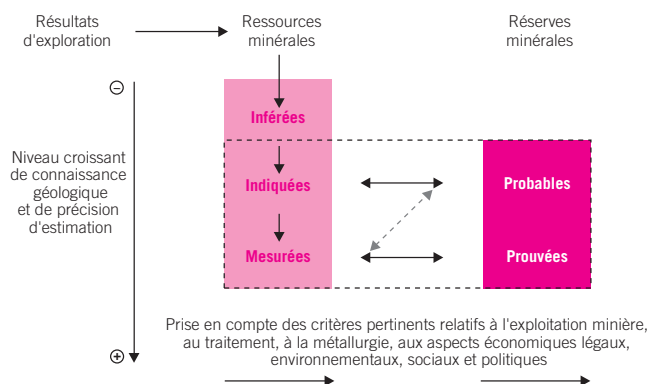 Résultats
d'exploration
Ressources
minérales
Réserves
minérales
⊖
Inférées
Niveau croissant
de connaissance
géologique
et de précision
d'estimation
Indiquées
Probables
Mesurées
Prouvées
⊕
Prise en compte des critères pertinents relatifs à l'exploitation minière,
au traitement, à la métallurgie, aux aspects économiques légaux,
environnementaux, sociaux et politiques